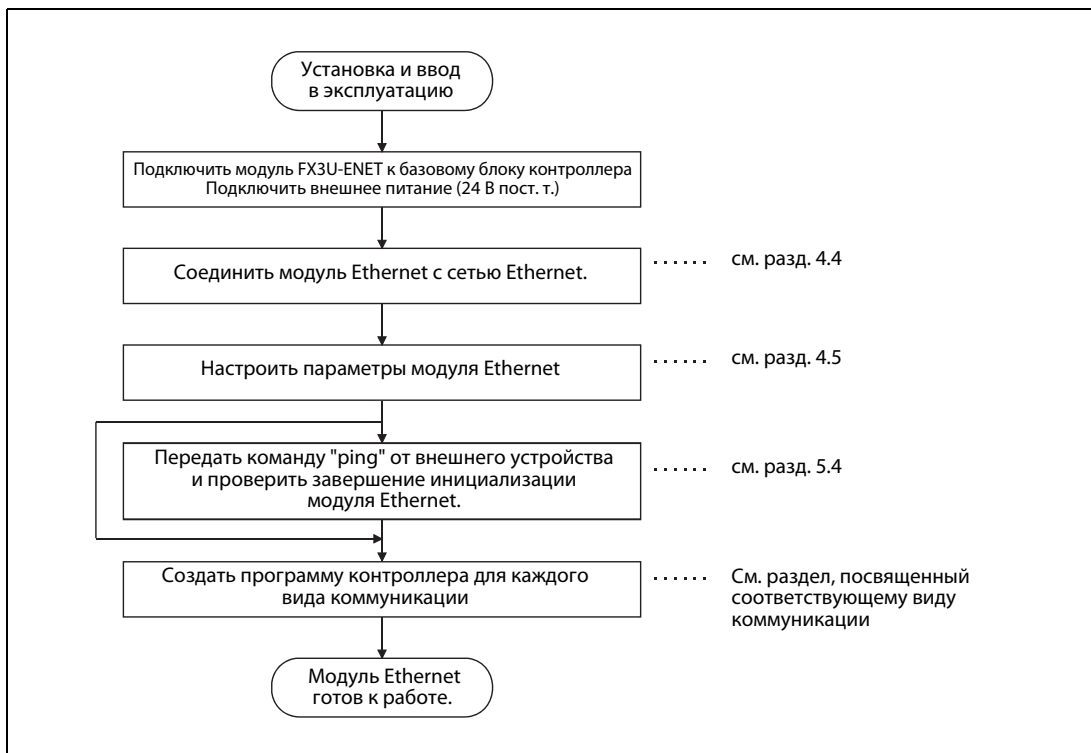 Установка и ввод
в эксплуатацию
Подключить модуль FX3U-ENET к базовому блоку контроллера
Подключить внешнее питание (24 В пост. т.)
Соединить модуль Ethernet с сетью Ethernet.
...... см. разд. 4.4
Настроить параметры модуля Ethernet
...... см. разд. 4.5
Передать команду "ping" от внешнего устройства
и проверить завершение инициализации
модуля Ethernet.
...... см. разд. 5.4
Создать программу контроллера для каждого
вида коммуникации
...... См. раздел, посвященный
соответствующему виду
коммуникации
Модуль Ethernet
готов к работе.